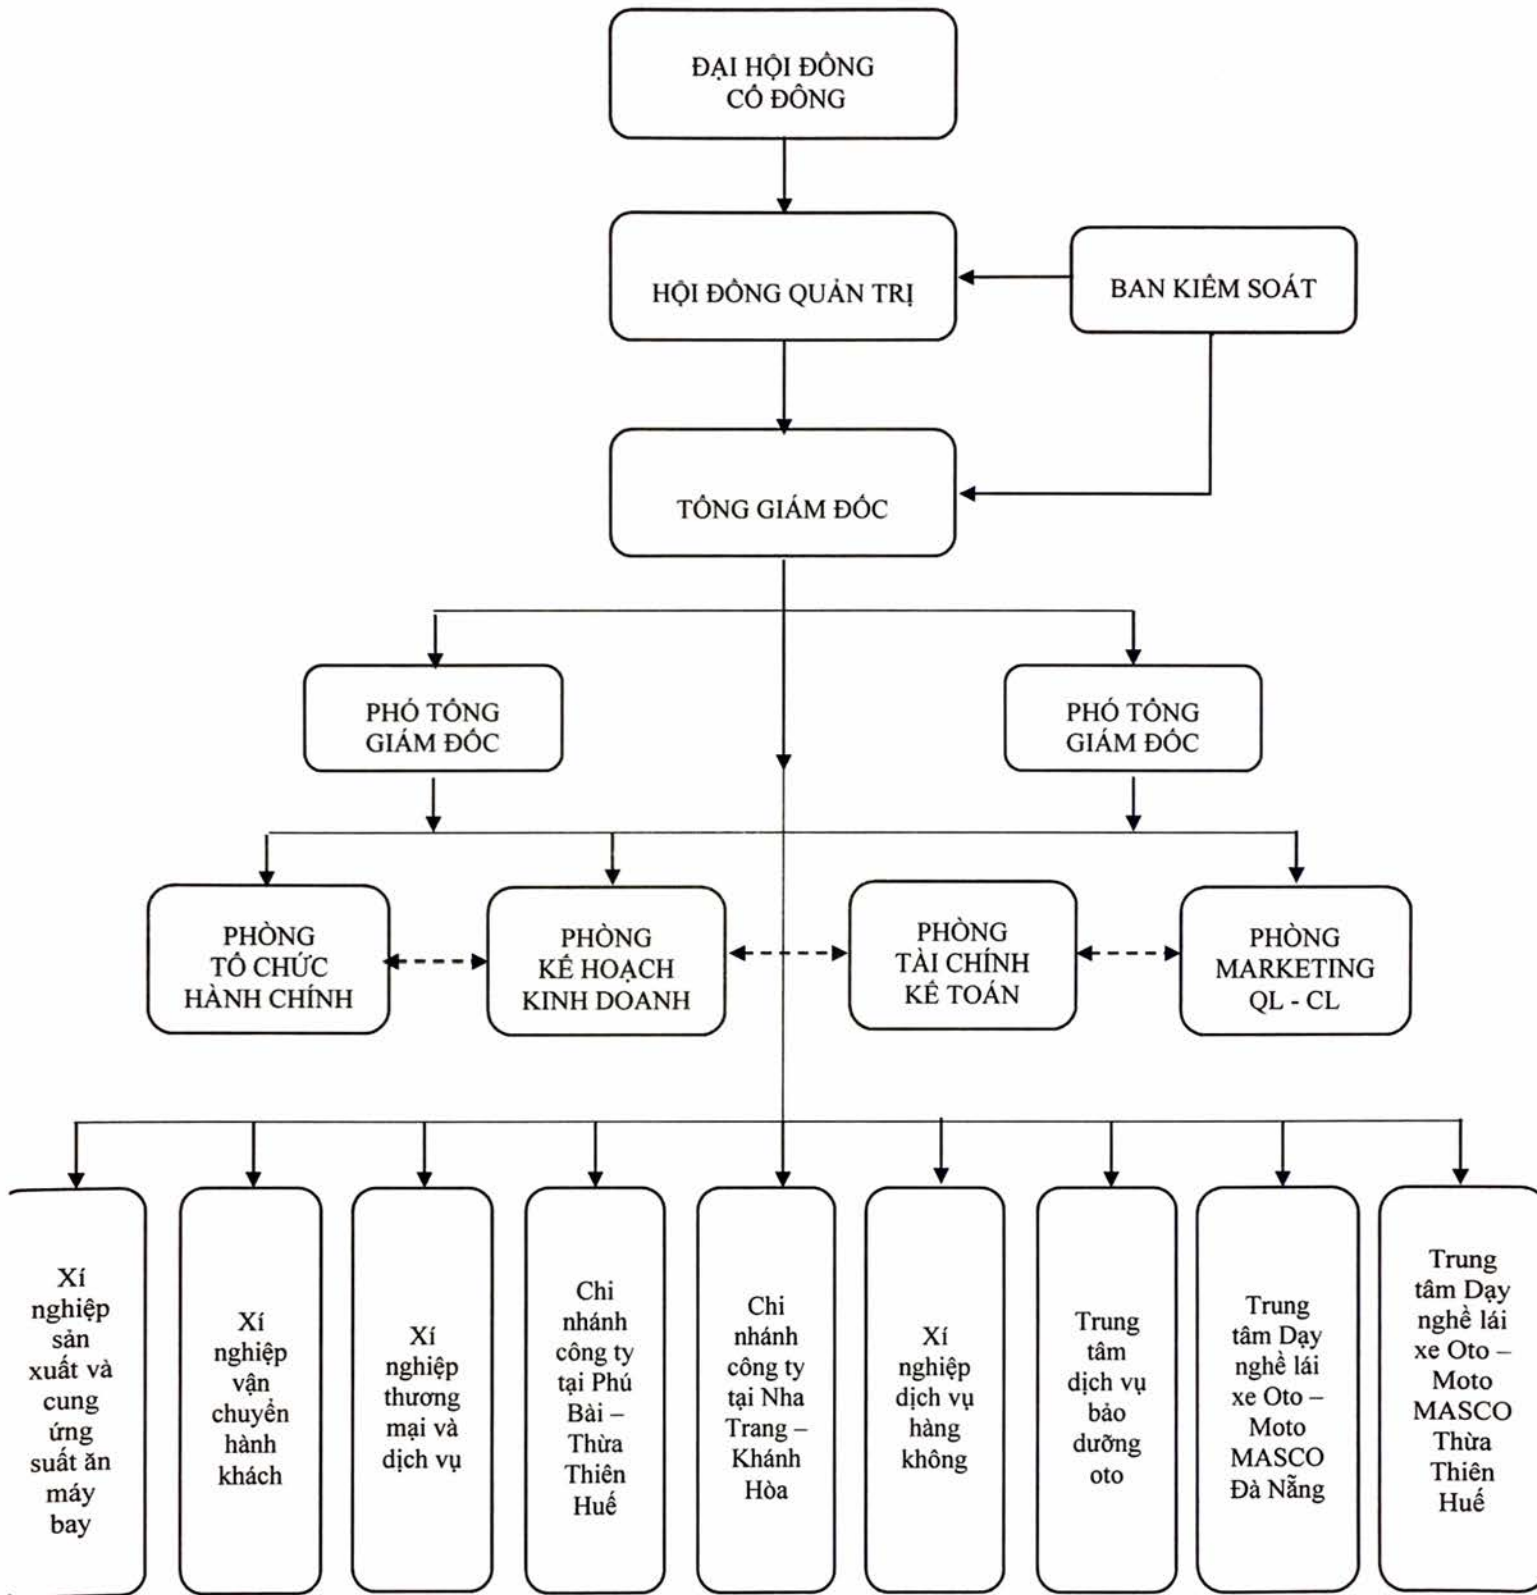 ĐẠI HỘI ĐỒNG
CỔ ĐÔNG
HỘI ĐỒNG QUẢN TRỊ
BAN KIỂM SOÁT
TỔNG GIÁM ĐỐC
PHÓ TỔNG
GIÁM ĐỐC
PHÓ TỔNG
GIÁM ĐỐC
PHÒNG
TỔ CHỨC
HÀNH CHÍNH
PHÒNG
KẾ HOẠCH
KINH DOANH
PHÒNG
TÀI CHÍNH
KẾ TOÁN
PHÒNG
MARKETING
QL - CL
Xí
nghiệp
sản
xuất và
cung
ứng
suất ăn
máy
bay
Xí
nghiệp
vận
chuyển
hành
khách
Xí
nghiệp
thương
mại và
dịch vụ
Chi
nhánh
công ty
tại Phú
Bài –
Thừa
Thiên
Huế
Chi
nhánh
công ty
tại Nha
Trang –
Khánh
Hòa
Xí
nghiệp
dịch vụ
hàng
không
Trung
tâm
dịch vụ
bảo
dưỡng
oto
Trung
tâm Dạy
nghề lái
xe Oto –
Moto
MASCO
Đà Nẵng
Trung
tâm Dạy
nghề lái
xe Oto –
Moto
MASCO
Thừa
Thiên
Huế